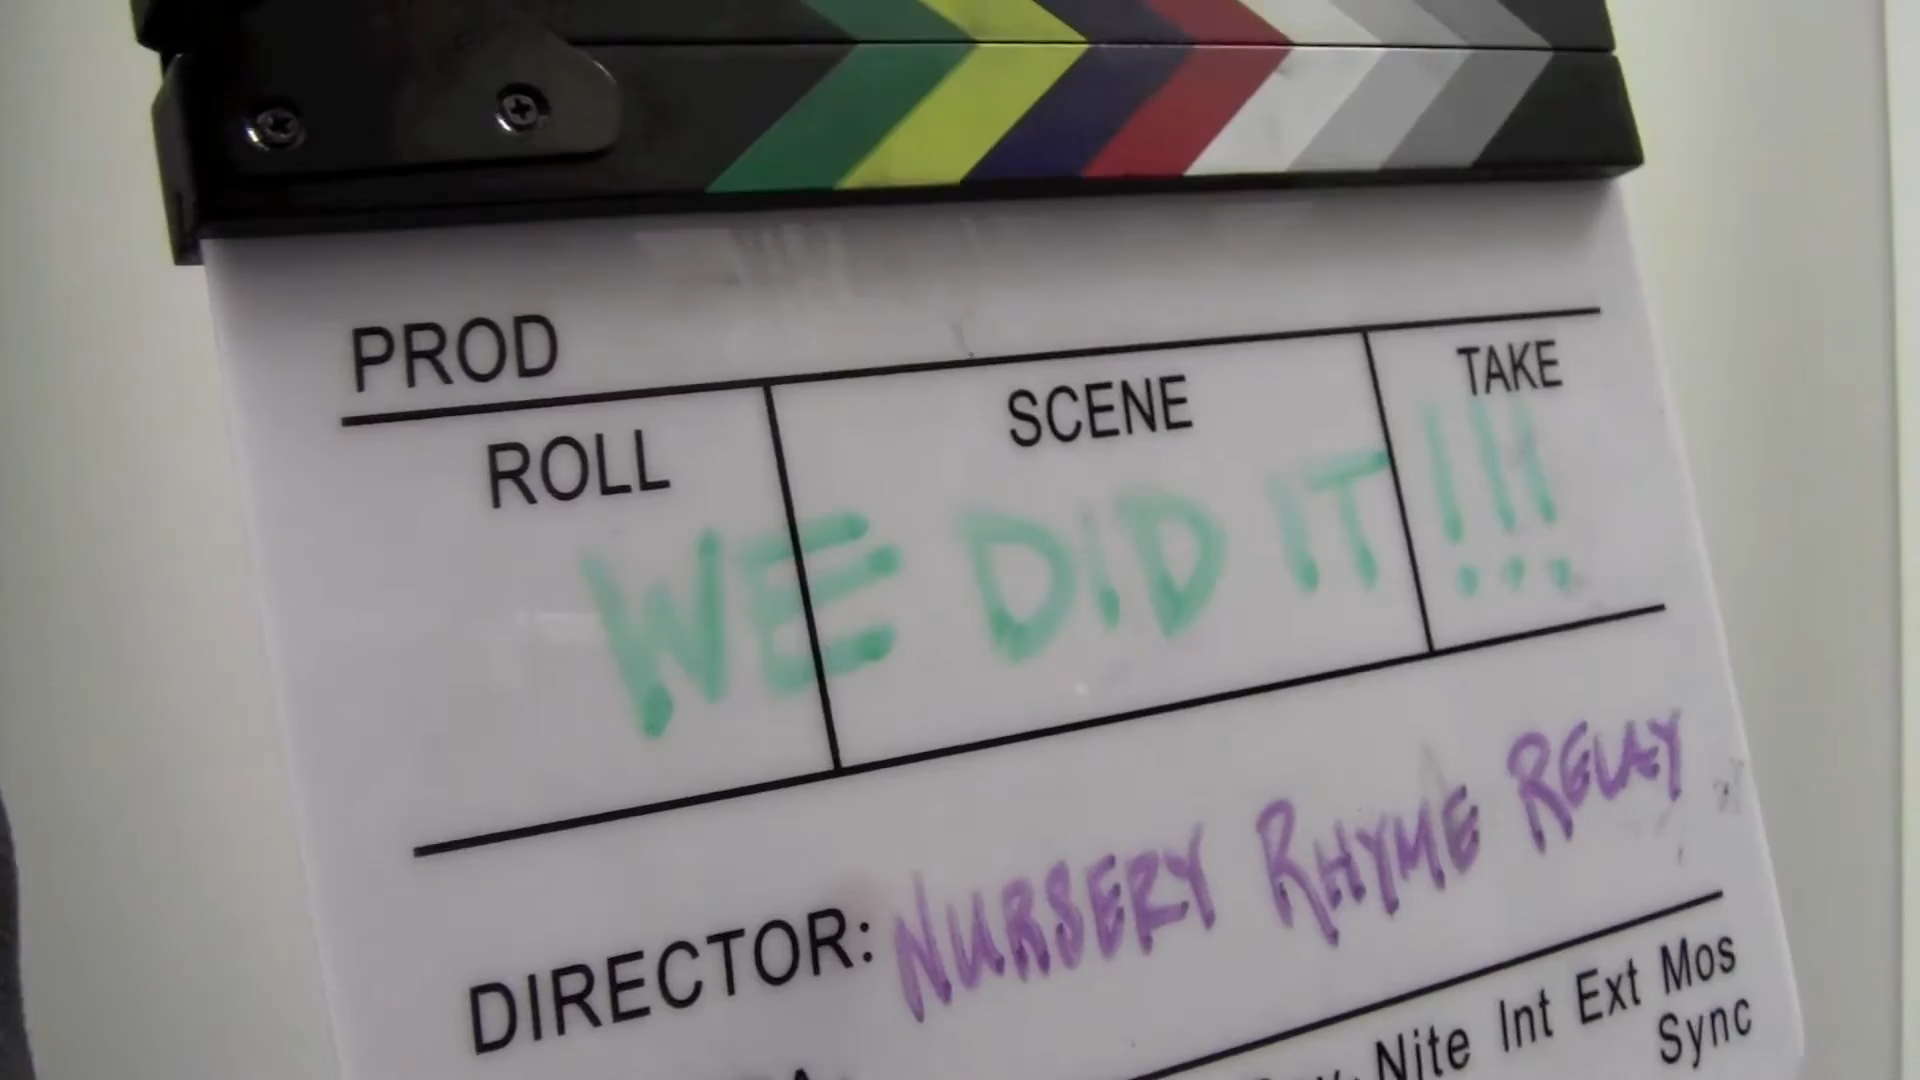 PROD
ROLL SCENE TAKE
WE DID IT!!!
DIRECTOR: NURSERY RHYME RELAY
Nite Int Ext Mos
Sync